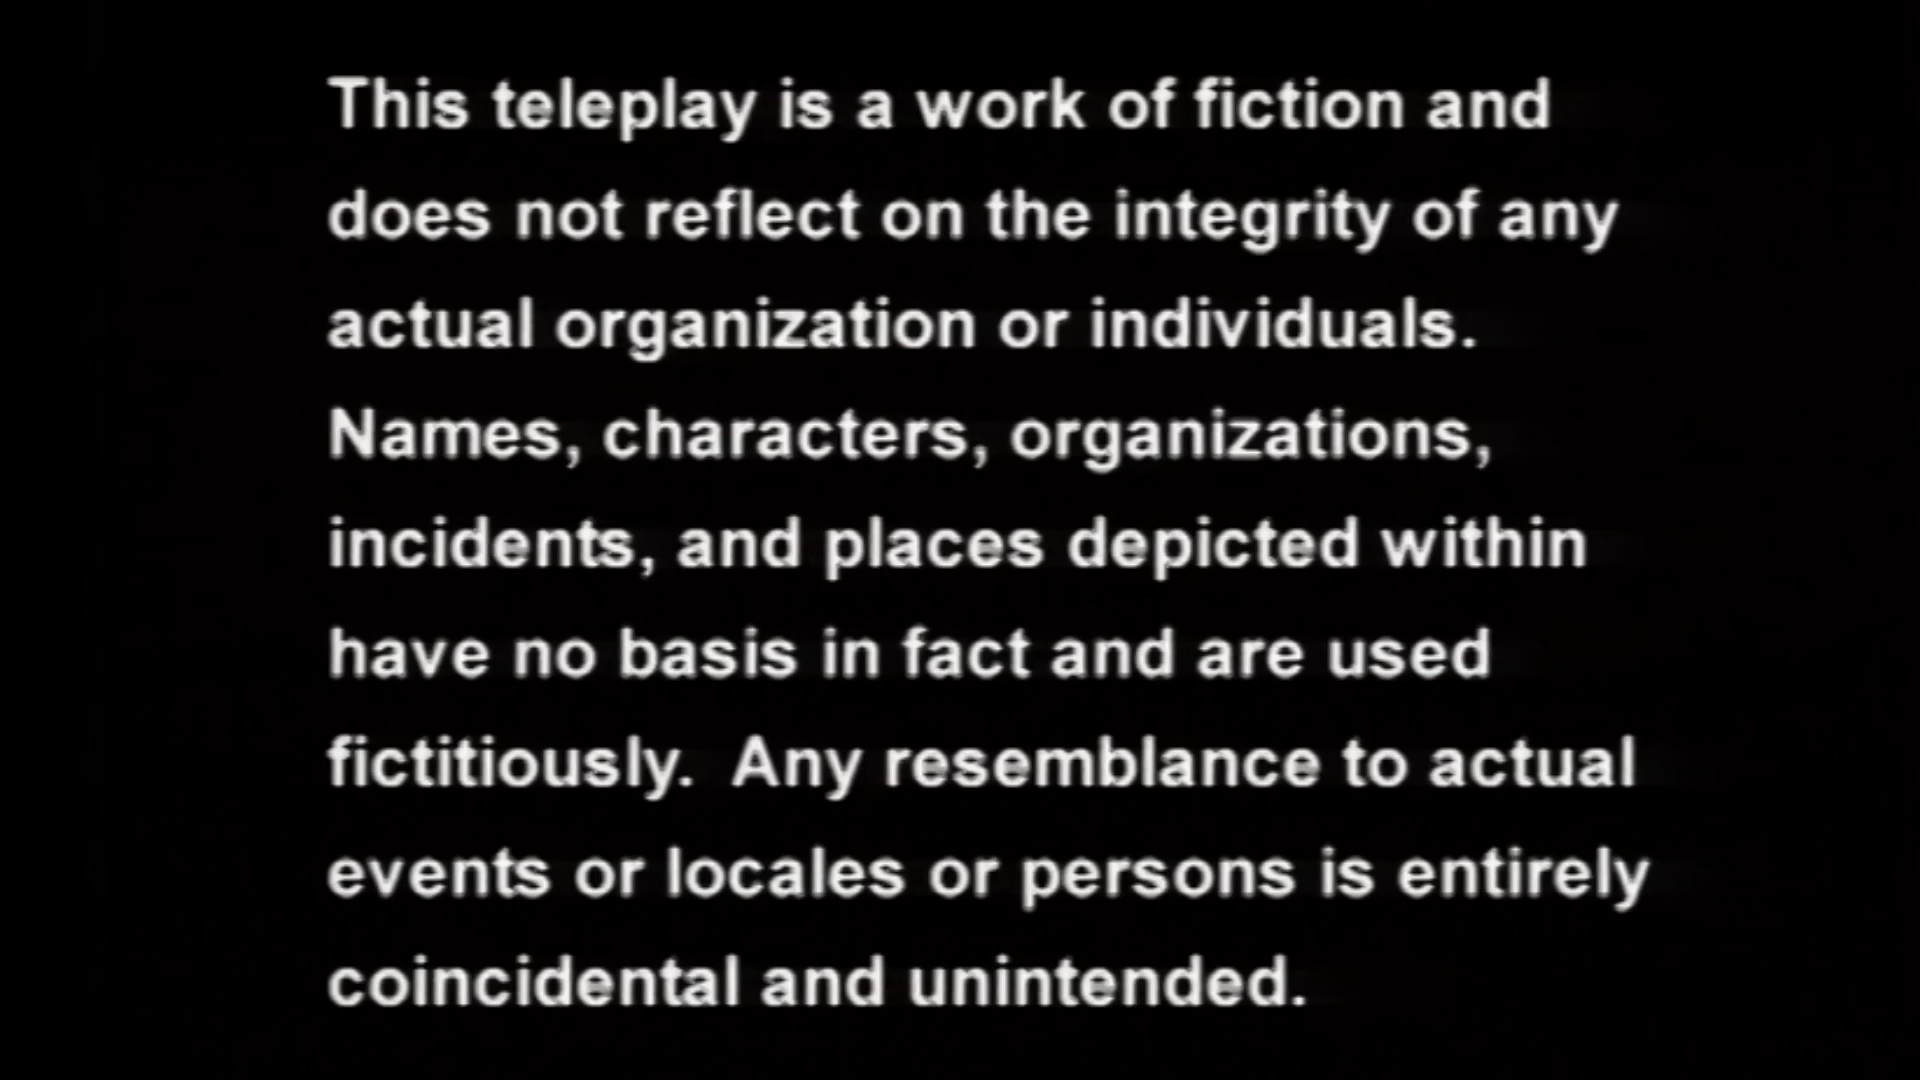 This teleplay is a work of fiction and
does not reflect on the integrity of any
actual organization or individuals.
Names, characters, organizations,
incidents, and places depicted within
have no basis in fact and are used
fictitiously.  Any resemblance to actual
events or locales or persons is entirely
coincidental and unintended.